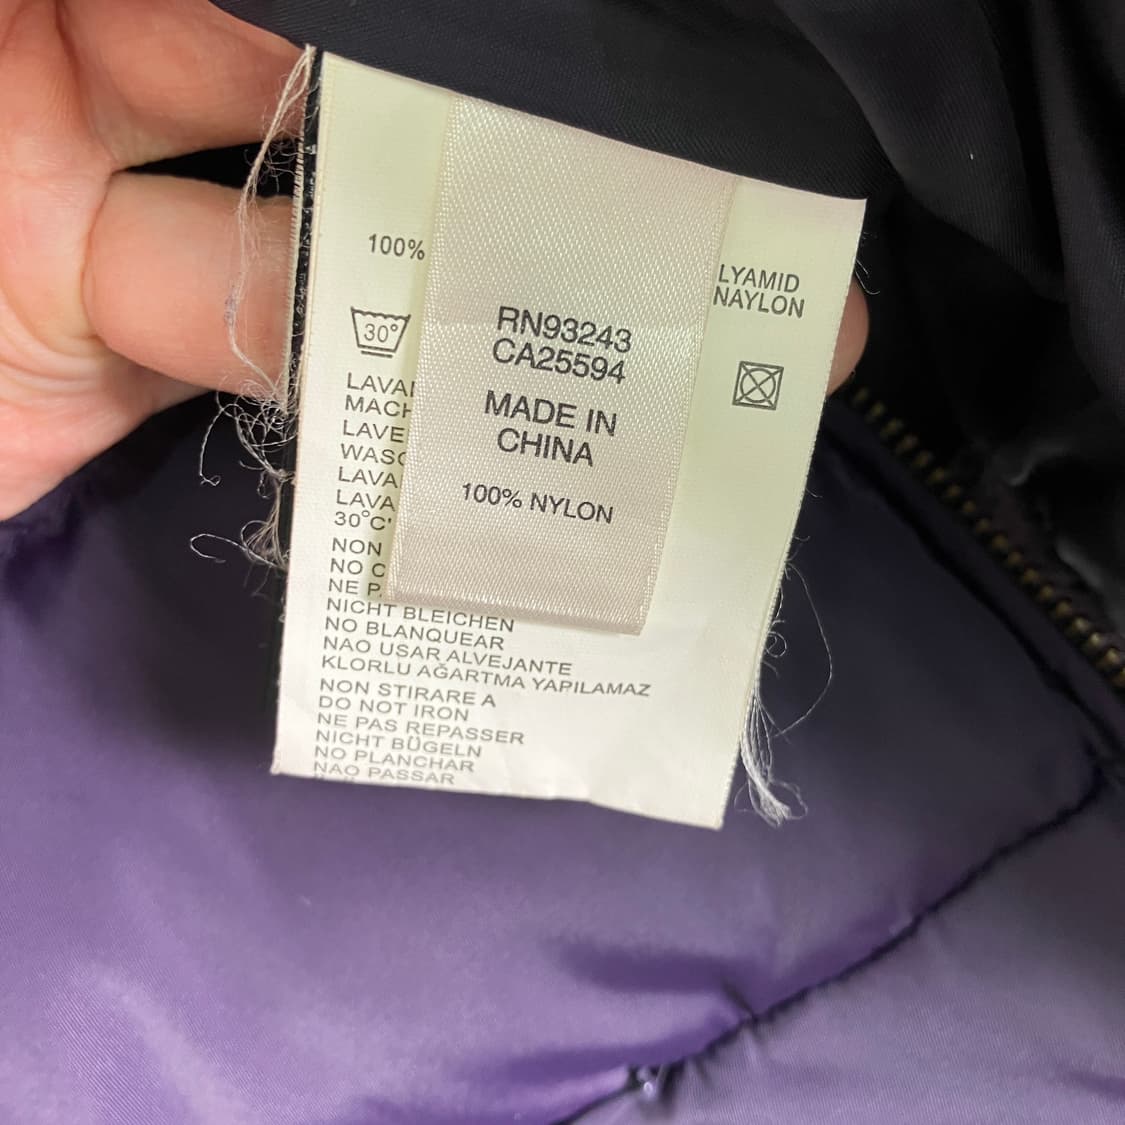 100%
LYAMID
NAYLON
30°
RN93243
CA25594
MADE IN
CHINA
100% NYLON
LAVA
MACH
LAVE
WASC
LAVA
LAVA
30°C'
NON
NO C
NE P.
NICHT BLEICHEN
NO BLANQUEAR
NAO USAR ALVEJANTE
KLORLU AĞARTMA YAPILAMAZ
NON STIRARE A
DO NOT IRON
NE PAS REPASSER
NICHT BÜGELN
NO PLANCHAR
NAO PASSAR